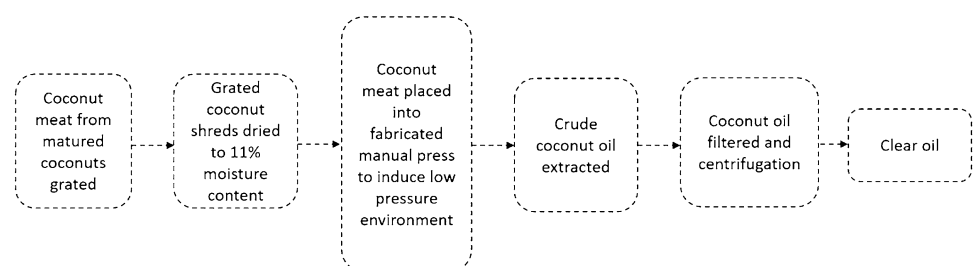 Coconut
meat from
matured
coconuts
grated
Grated
coconut
shreds dried
to 11%
moisture
content
Coconut
meat placed
into
fabricated
manual press
to induce low
pressure
environment
Crude
coconut oil
extracted
Coconut oil
filtered and
centrifugation
Clear oil